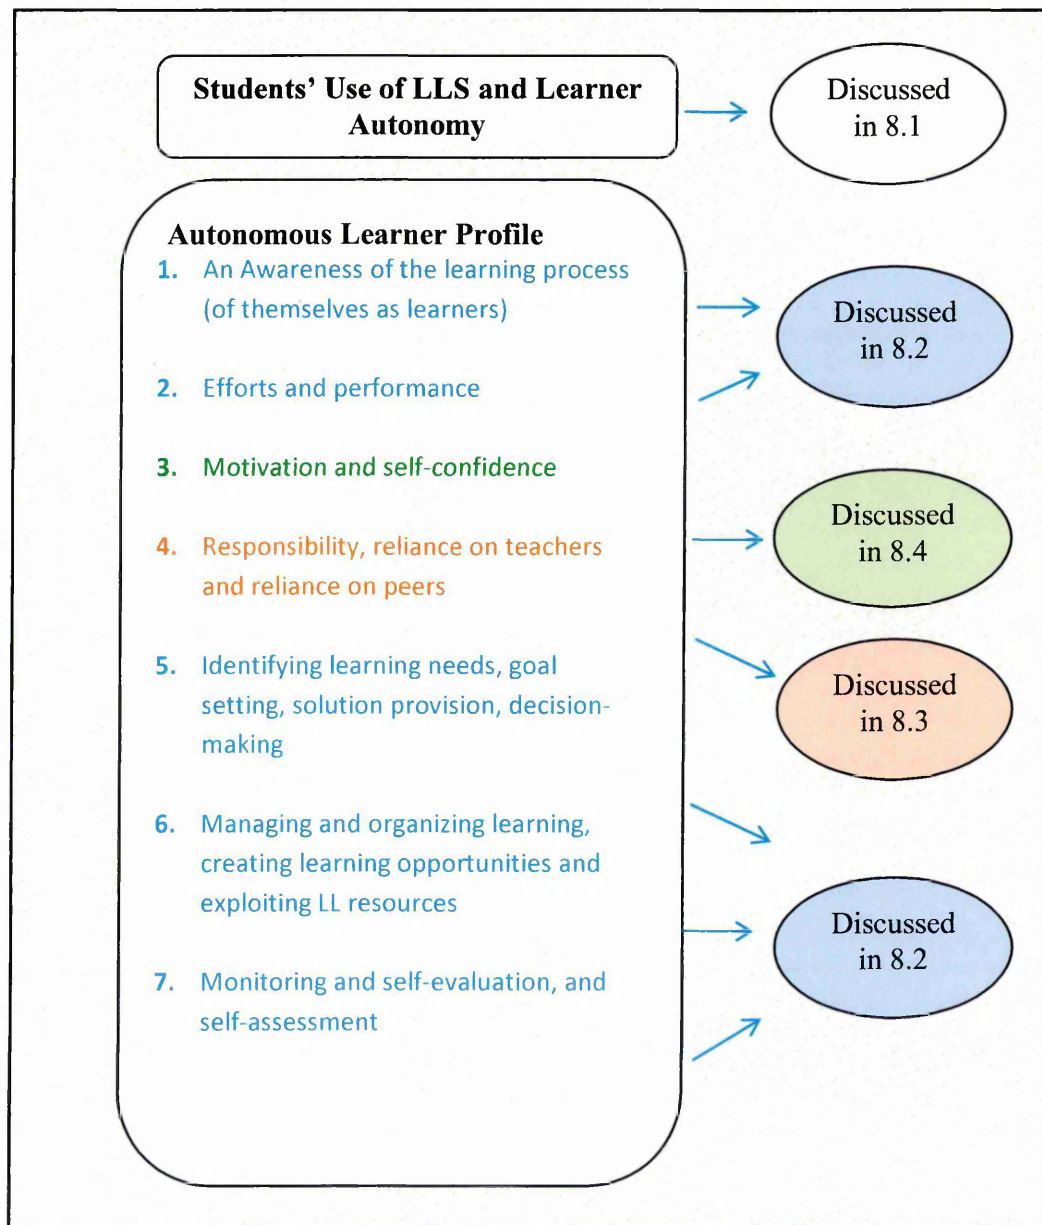 Students’ Use of LLS and Learner
Autonomy
Discussed
in 8.1
Autonomous Learner Profile
1. An Awareness of the learning process
(of themselves as learners)
2. Efforts and performance
3. Motivation and self-confidence
4. Responsibility, reliance on teachers
and reliance on peers
5. Identifying learning needs, goal
setting, solution provision, decision-
making
6. Managing and organizing learning,
creating learning opportunities and
exploiting LL resources
7. Monitoring and self-evaluation, and
self-assessment
Discussed
in 8.2
Discussed
in 8.4
Discussed
in 8.3
Discussed
in 8.2